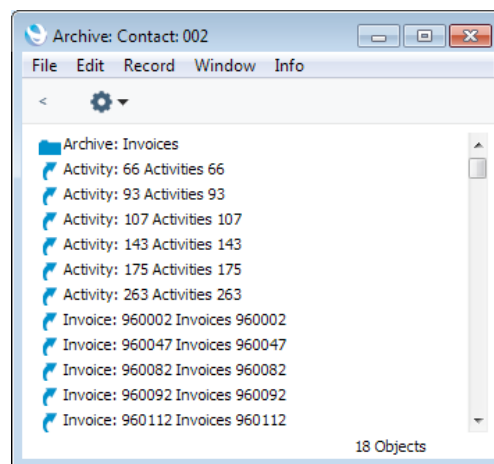 Archive: Contact: 002
File Edit Record Window Info
<
Archive: Invoices
Activity: 66 Activities 66
Activity: 93 Activities 93
Activity: 107 Activities 107
Activity: 143 Activities 143
Activity: 175 Activities 175
Activity: 263 Activities 263
Invoice: 960002 Invoices 960002
Invoice: 960047 Invoices 960047
Invoice: 960082 Invoices 960082
Invoice: 960092 Invoices 960092
Invoice: 960112 Invoices 960112
18 Objects